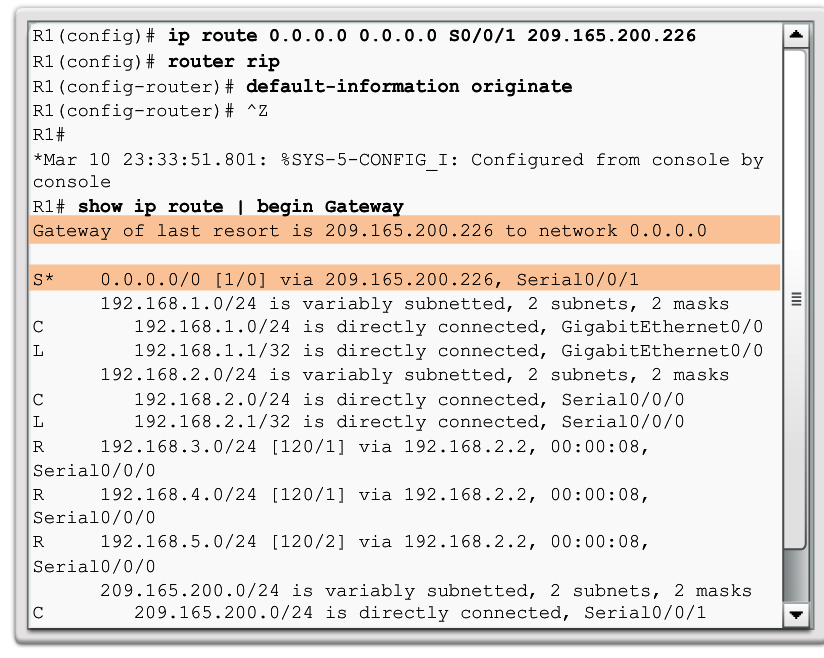 R1(config)# ip route 0.0.0.0 0.0.0.0 S0/0/1 209.165.200.226
R1(config)# router rip
R1(config-router)# default-information originate
R1(config-router)# ^Z
R1#
*Mar 10 23:33:51.801: %SYS-5-CONFIG_I: Configured from console by
console
R1# show ip route | begin Gateway
Gateway of last resort is 209.165.200.226 to network 0.0.0.0
S* 0.0.0.0/0 [1/0] via 209.165.200.226, Serial0/0/1
192.168.1.0/24 is variably subnetted, 2 subnets, 2 masks
C 192.168.1.0/24 is directly connected, GigabitEthernet0/0
L 192.168.1.1/32 is directly connected, GigabitEthernet0/0
192.168.2.0/24 is variably subnetted, 2 subnets, 2 masks
C 192.168.2.0/24 is directly connected, Serial0/0/0
L 192.168.2.1/32 is directly connected, Serial0/0/0
R 192.168.3.0/24 [120/1] via 192.168.2.2, 00:00:08,
Serial0/0/0
R 192.168.4.0/24 [120/1] via 192.168.2.2, 00:00:08,
Serial0/0/0
R 192.168.5.0/24 [120/2] via 192.168.2.2, 00:00:08,
Serial0/0/0
209.165.200.0/24 is variably subnetted, 2 subnets, 2 masks
C 209.165.200.0/24 is directly connected, Serial0/0/1